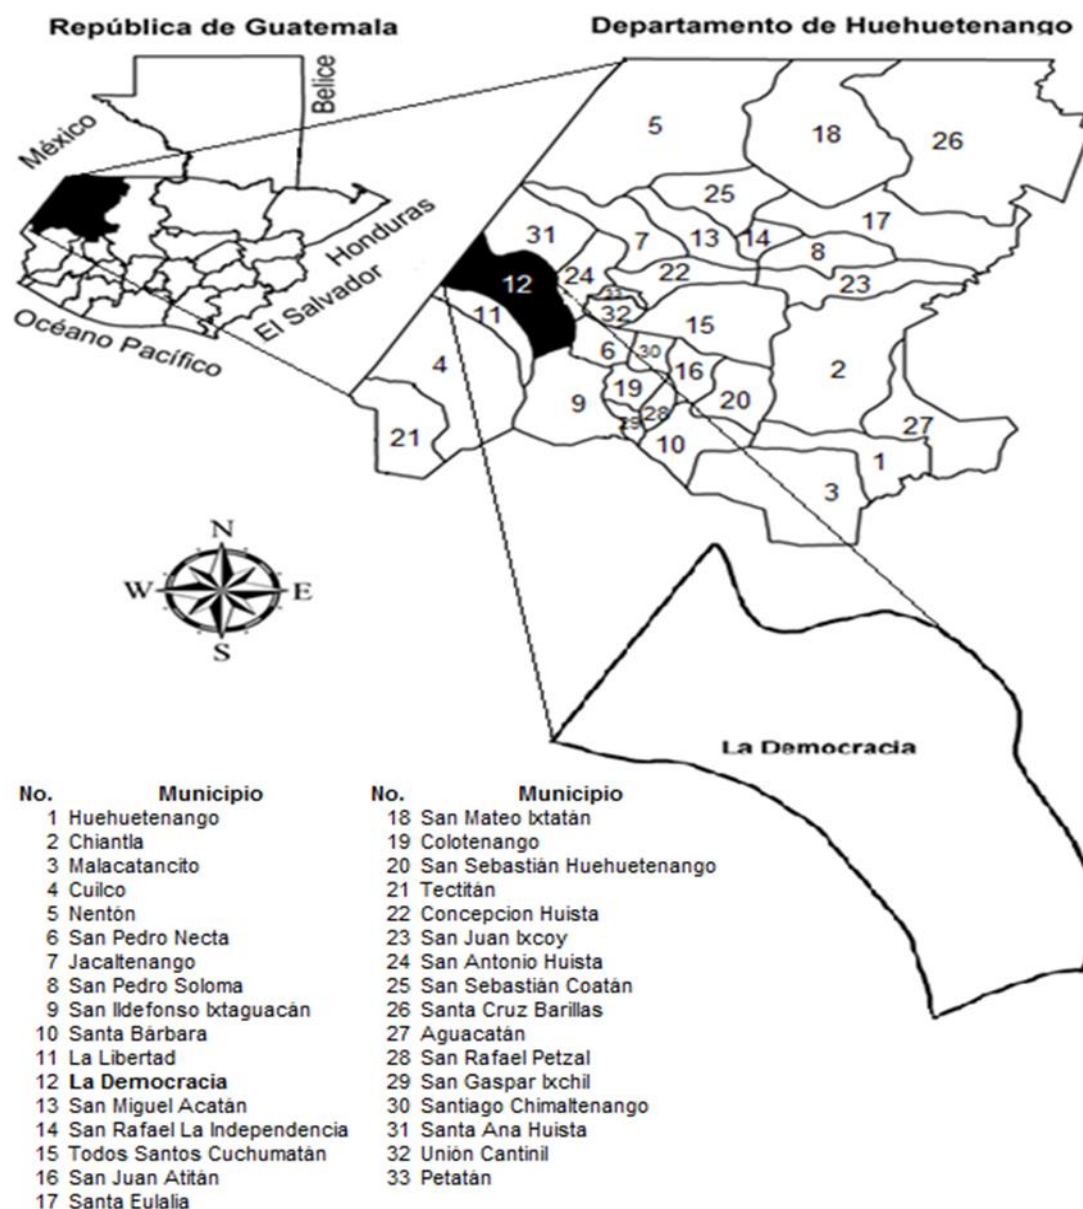 República de Guatemala
Departamento de Huehuetenango
Belice
México
Honduras
El Salvador
Océano Pacífico
5
18
26
25
17
31
7
13
14
8
12
24
22
23
33
32
11
15
6
30
4
16
2
19
20
9
28
29
27
21
10
1
3
N
W
E
S
La Democracia
No. Municipio
1 Huehuetenango
2 Chiantla
3 Malacatancito
4 Cuilco
5 Nentón
6 San Pedro Necta
7 Jacaltenango
8 San Pedro Soloma
9 San Ildefonso Ixtaguacán
10 Santa Bárbara
11 La Libertad
12 La Democracia
13 San Miguel Acatán
14 San Rafael La Independencia
15 Todos Santos Cuchumatán
16 San Juan Atitán
17 Santa Eulalia
No. Municipio
18 San Mateo Ixtatán
19 Colotenango
20 San Sebastián Huehuetenango
21 Tectitán
22 Concepcion Huista
23 San Juan Ixcoy
24 San Antonio Huista
25 San Sebastián Coatán
26 Santa Cruz Barillas
27 Aguacatán
28 San Rafael Petzal
29 San Gaspar Ixchil
30 Santiago Chimaltenango
31 Santa Ana Huista
32 Unión Cantinil
33 Petatán